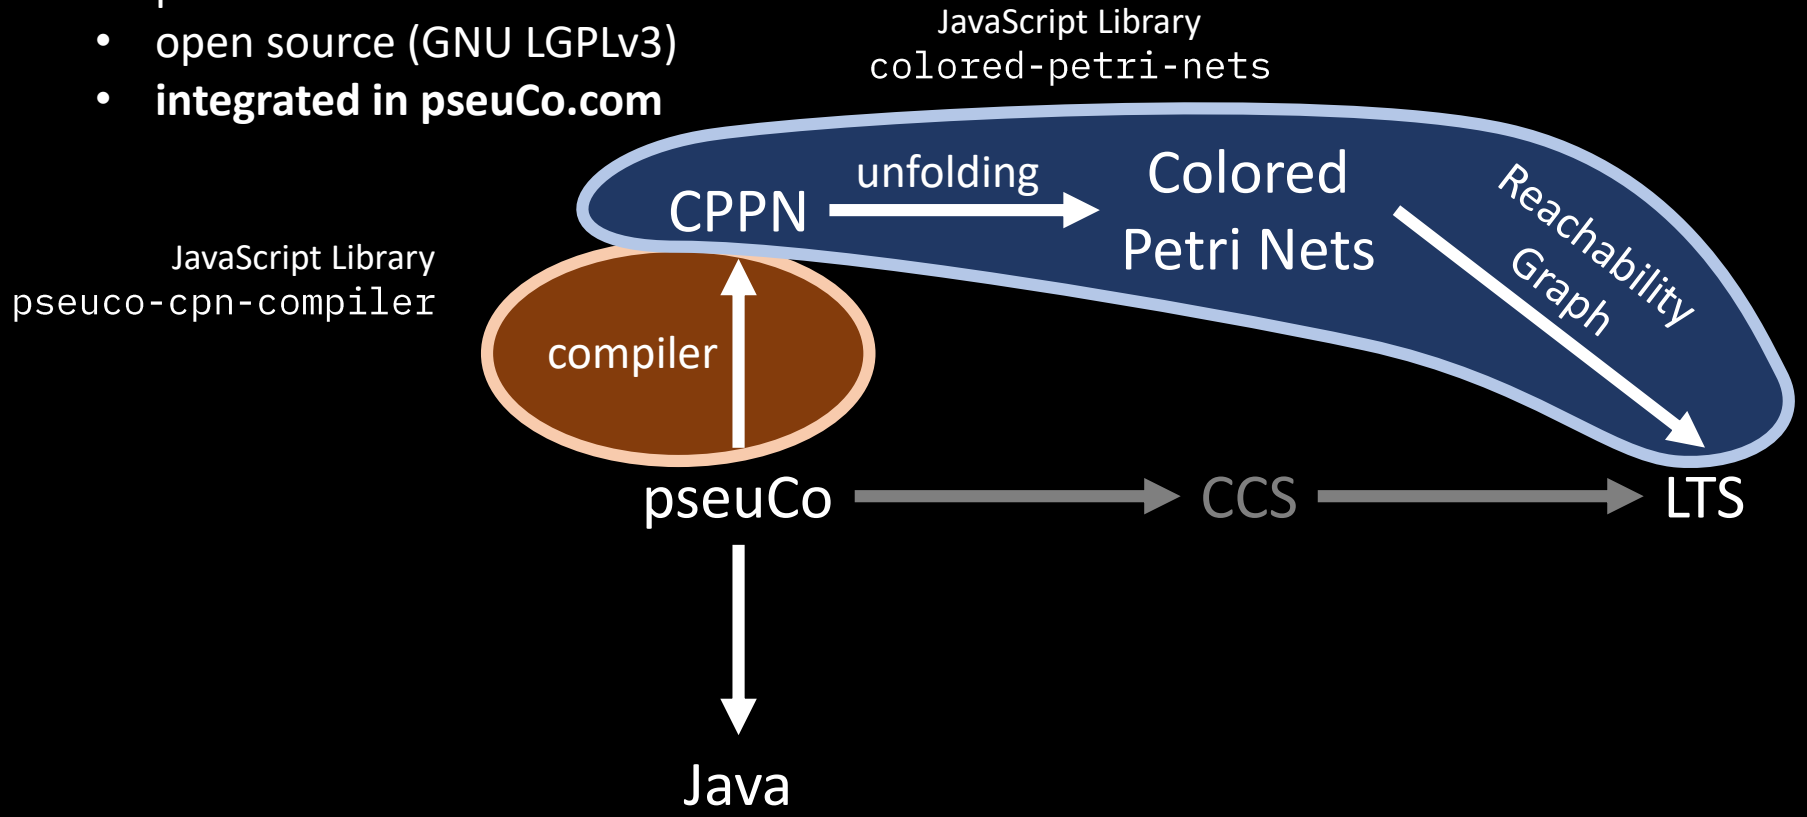 • open source (GNU LGPLv3)
• integrated in pseuCo.com
JavaScript Library
colored-petri-nets
JavaScript Library
pseuco-cpn-compiler
CPPN
unfolding
Colored
Petri Nets
Reachability
Graph
compiler
pseuCo
CCS
LTS
Java